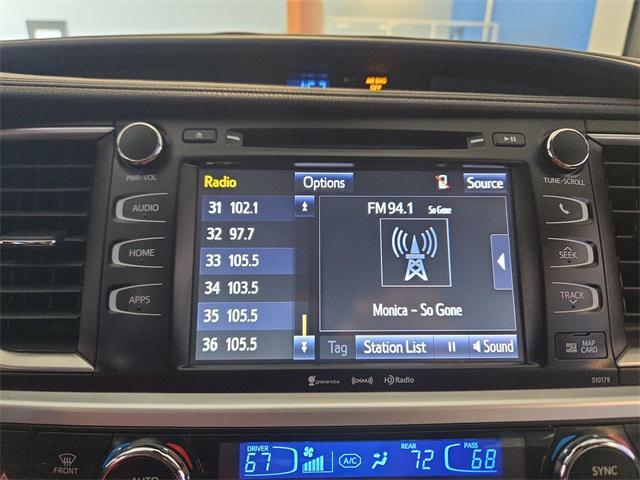 AIR BAG
OFF
PWR-VOL
TUNE-SCROLL
AUDIO
HOME
APPS
SEEK
TRACK
MAP
CARD
Radio
Options
Source
31 102.1
32 97.7
33 105.5
34 103.5
35 105.5
36 105.5
FM 94.1 So Gone
Monica – So Gone
Tag
Station List
Sound
gracenote
((XM))
HD Radio
510179
FRONT
DRIVER
67
A/C
REAR
72
PASS
68
AUTO
SYNC